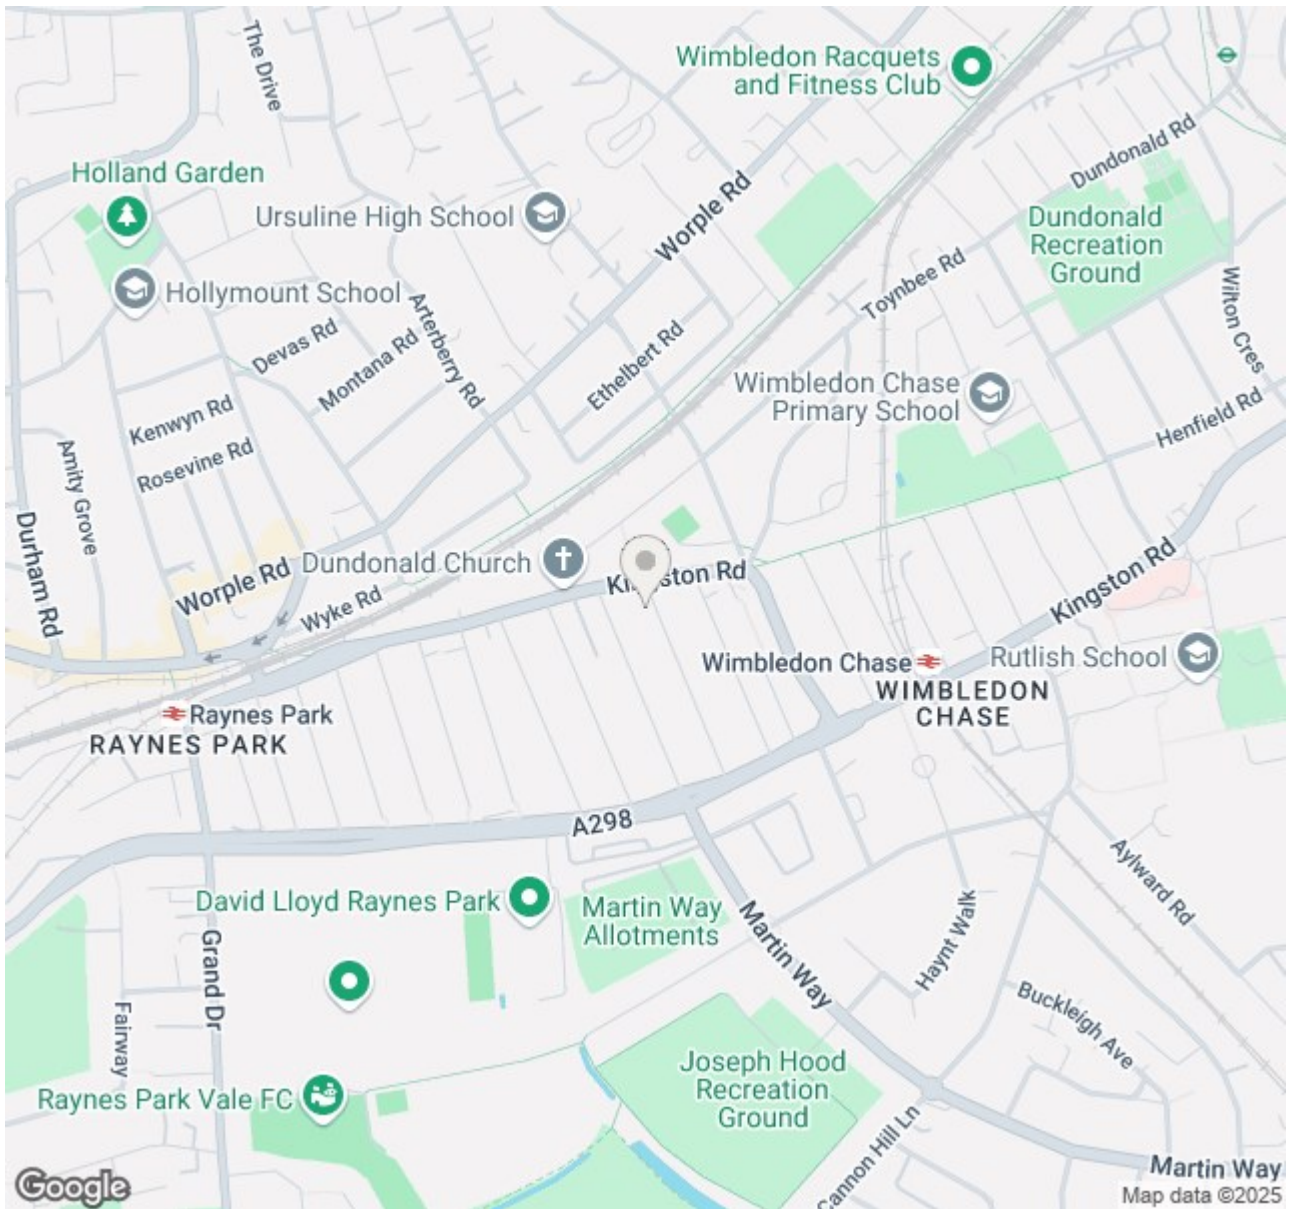 The Drive
Wimbledon Racquets
and Fitness Club
Dundonald Rd
Holland Garden
Ursuline High School
Worple Rd
Dundonald
Recreation
Ground
Toynbee Rd
Wilton Cres
Hollymount School
Arterberry Rd
Devas Rd
Montana Rd
Ethelbert Rd
Wimbledon Chase
Primary School
Henfield Rd
Kenwyn Rd
Rosevine Rd
Amity Grove
Durham Rd
Worple Rd
Dundonald Church
Kingston Rd
Kingston Rd
Wyke Rd
Wimbledon Chase
Rutlish School
WIMBLEDON
CHASE
Raynes Park
RAYNES PARK
A298
Aylward Rd
David Lloyd Raynes Park
Martin Way
Allotments
Martin Way
Haynt Walk
Grand Dr
Fairway
Buckleigh Ave
Joseph Hood
Recreation
Ground
Raynes Park Vale FC
Cannon Hill Ln
Martin Way
Google
Map data ©2025